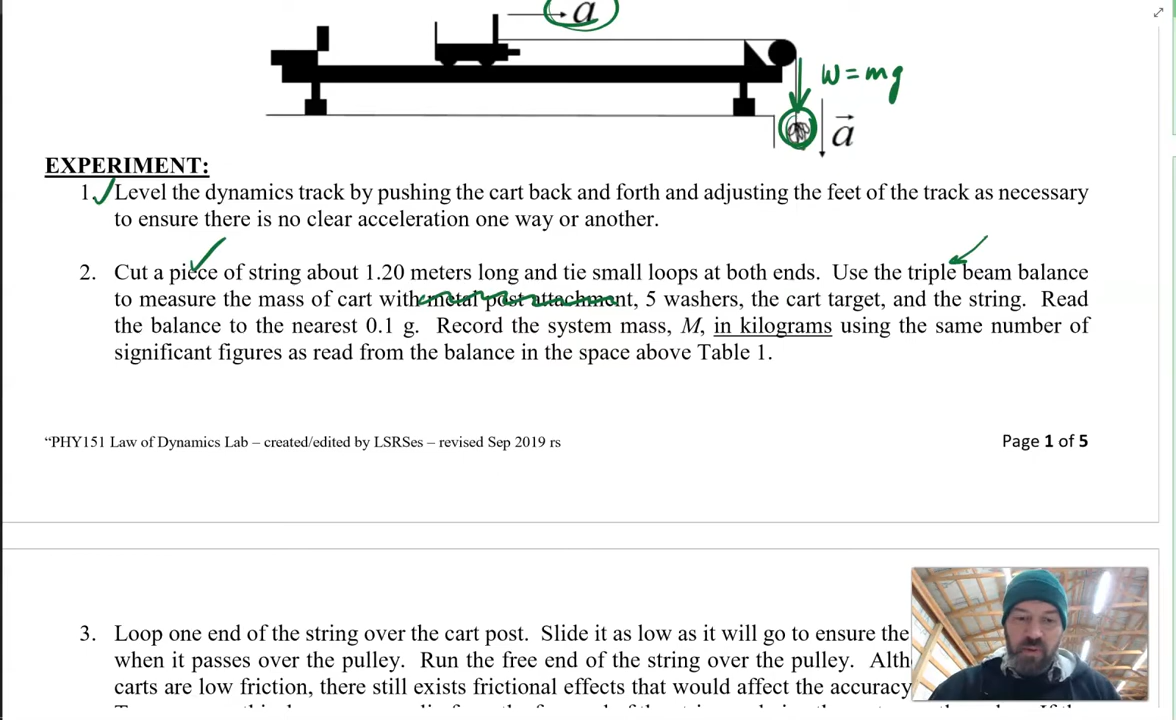 a
W = mg
a
EXPERIMENT:
1. Level the dynamics track by pushing the cart back and forth and adjusting the feet of the track as necessary
to ensure there is no clear acceleration one way or another.
2. Cut a piece of string about 1.20 meters long and tie small loops at both ends. Use the triple beam balance
to measure the mass of cart with metal post attachment, 5 washers, the cart target, and the string. Read
the balance to the nearest 0.1 g. Record the system mass, M, in kilograms using the same number of
significant figures as read from the balance in the space above Table 1.
“PHY151 Law of Dynamics Lab – created/edited by LSRSes – revised Sep 2019 rs
Page 1 of 5
3. Loop one end of the string over the cart post. Slide it as low as it will go to ensure the
when it passes over the pulley. Run the free end of the string over the pulley. Alth
carts are low friction, there still exists frictional effects that would affect the accuracy